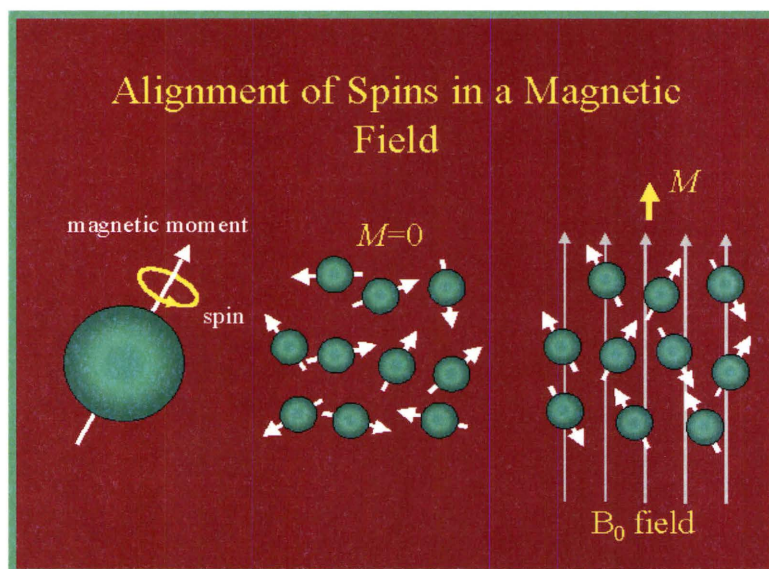 Alignment of Spins in a Magnetic
Field
magnetic moment
spin
M=0
M
B₀ field